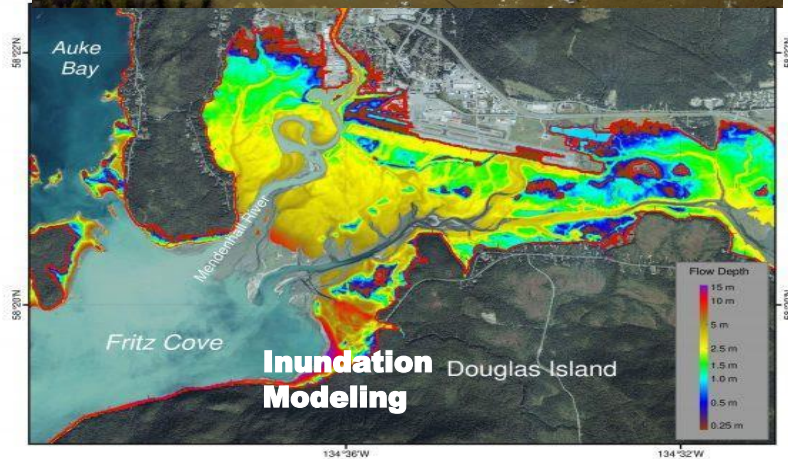 58°22'N
Auke
Bay
Mendenhall River
58°20'N
Fritz Cove
Inundation
Modeling
Douglas Island
Flow Depth
15 m
10 m
5 m
2.5 m
1.5 m
1.0 m
0.5 m
0.25 m
134°36'W
134°32'W